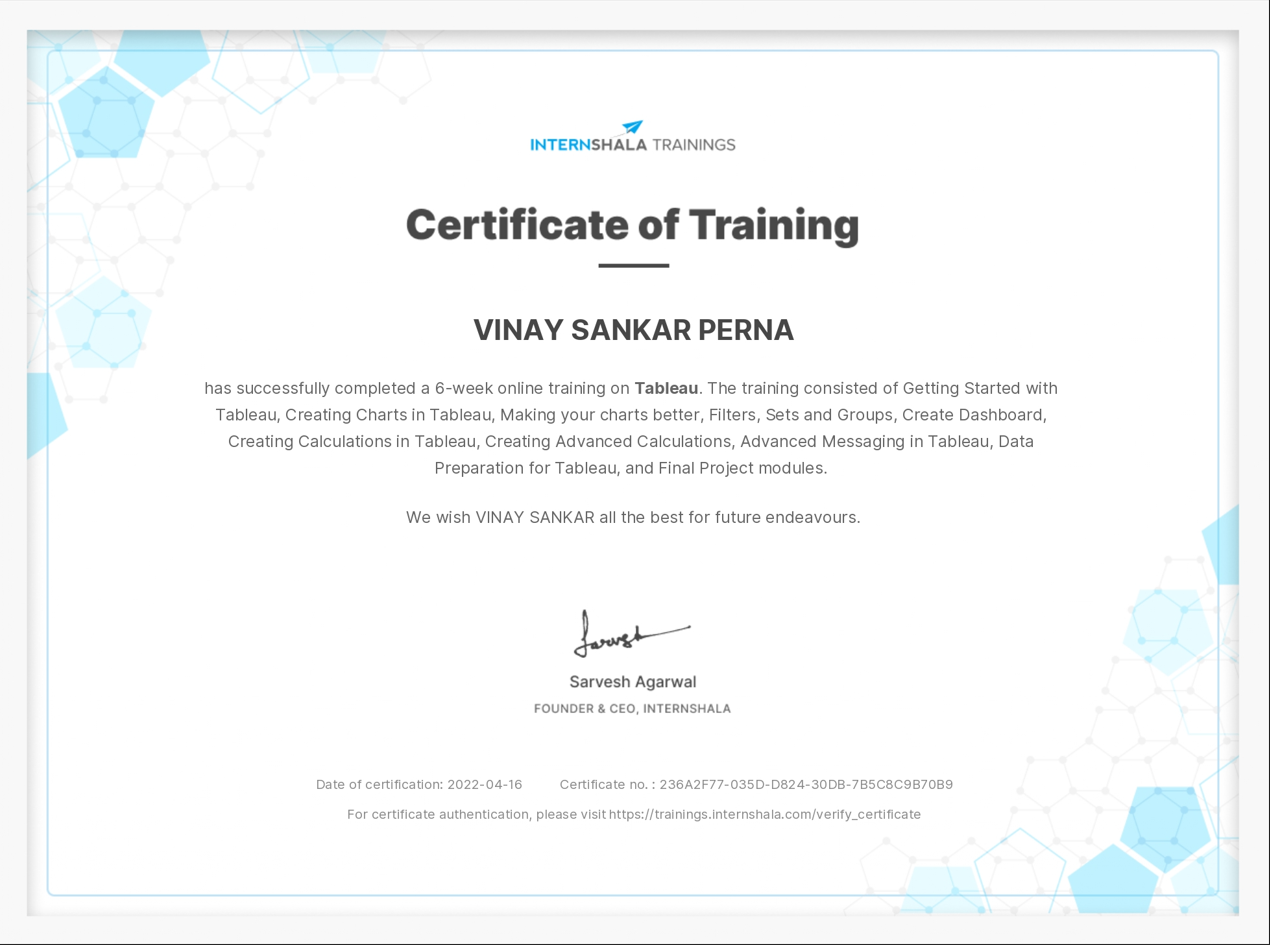 INTERNSHALA TRAININGS
Certificate of Training
VINAY SANKAR PERNA
has successfully completed a 6-week online training on Tableau. The training consisted of Getting Started with
Tableau, Creating Charts in Tableau, Making your charts better, Filters, Sets and Groups, Create Dashboard,
Creating Calculations in Tableau, Creating Advanced Calculations, Advanced Messaging in Tableau, Data
Preparation for Tableau, and Final Project modules.
We wish VINAY SANKAR all the best for future endeavours.
Sarvesh
Sarvesh Agarwal
FOUNDER & CEO, INTERNSHALA
Date of certification: 2022-04-16 Certificate no. : 236A2F77-035D-D824-30DB-7B5C8C9B70B9
For certificate authentication, please visit https://trainings.internshala.com/verify_certificate